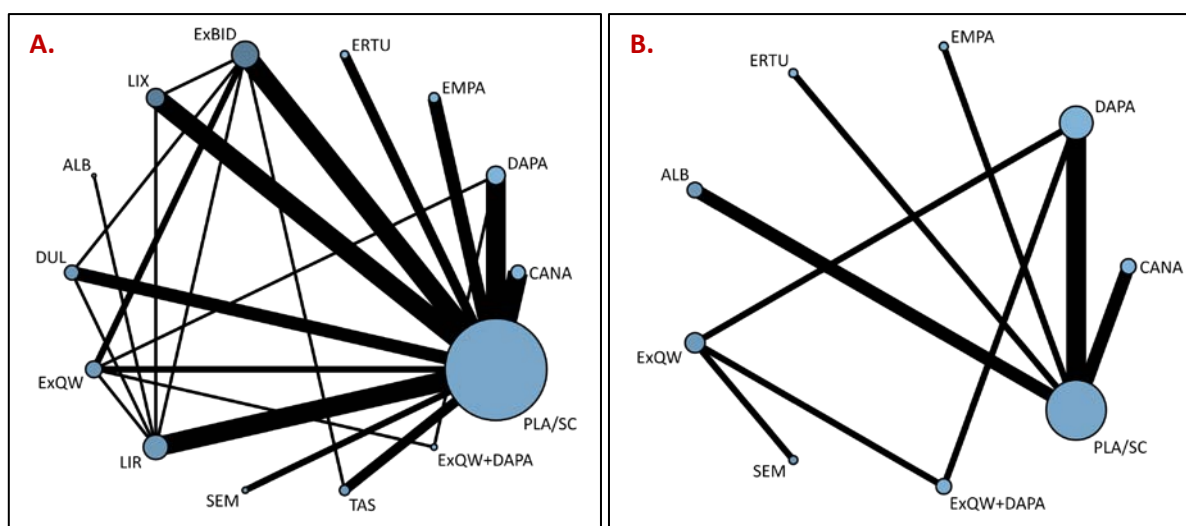 A.
ExBID
ERTU
LIX
EMPA
ALB
DAPA
DUL
CANA
ExQW
PLA/SC
LIR
ExQW+DAPA
SEM
TAS
B.
EMPA
ERTU
DAPA
ALB
CANA
ExQW
PLA/SC
SEM
ExQW+DAPA